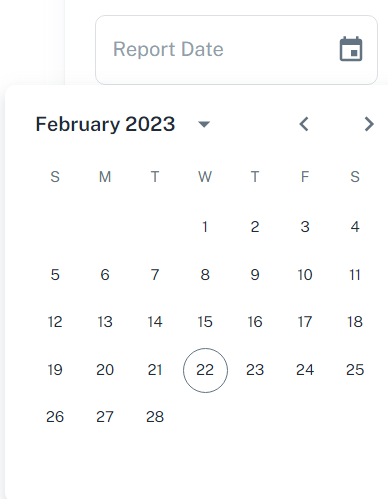 Report Date
February 2023
S M T W T F S
1 2 3 4
5 6 7 8 9 10 11
12 13 14 15 16 17 18
19 20 21 22 23 24 25
26 27 28